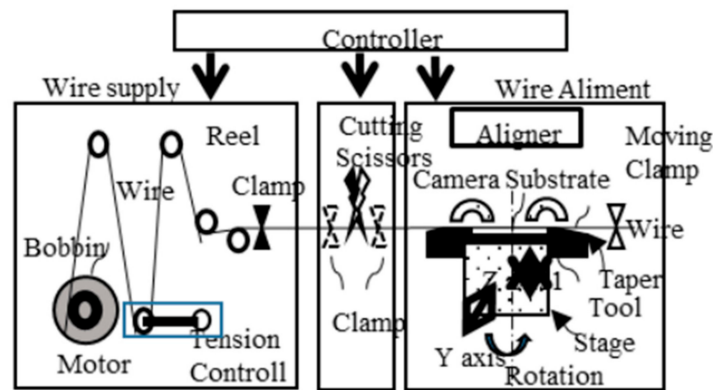 Controller
Wire supply
Wire Aliment
Reel
Cutting
Scissors
Aligner
Moving
Clamp
Wire
Clamp
Camera Substrate
Bobbin
Wire
Taper
Tool
Clamp
Tension
Controll
Stage
Motor
Y axis
Rotation